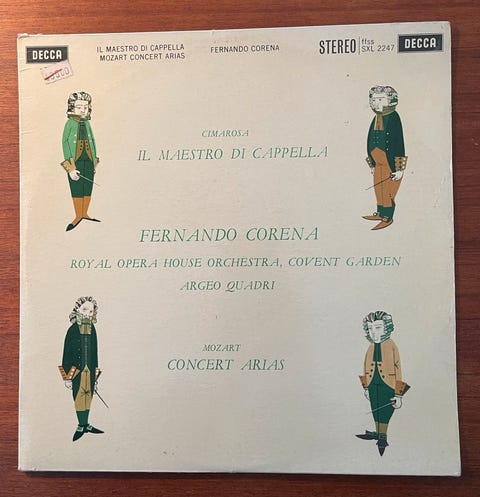 DECCA
IL MAESTRO DI CAPPELLA
MOZART CONCERT ARIAS
FERNANDO CORENA
STEREO
ffss
SXL 2247
DECCA
CIMAROSA
IL MAESTRO DI CAPPELLA
FERNANDO CORENA
ROYAL OPERA HOUSE ORCHESTRA, COVENT GARDEN
ARGEO QUADRI
MOZART
CONCERT ARIAS